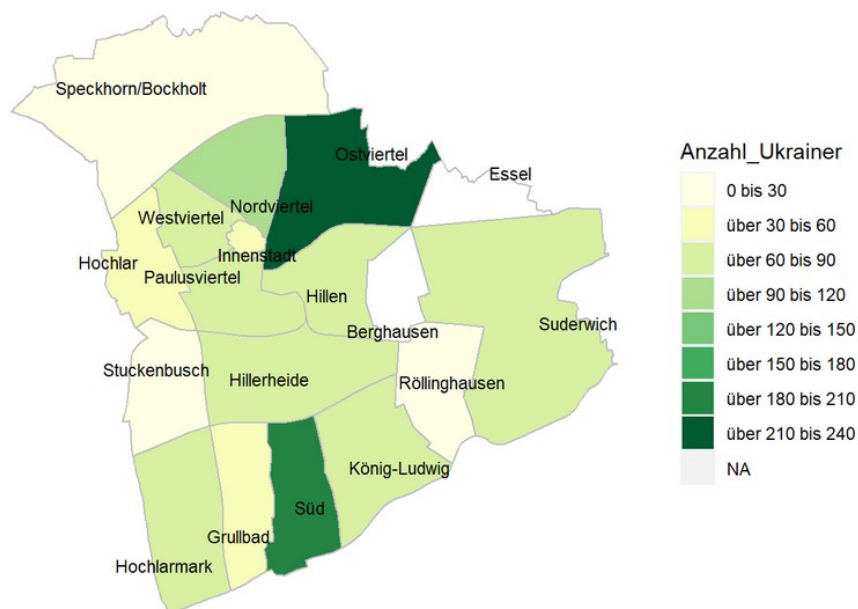 Speckhorn/Bockholt
Ostviertel
Essel
Nordviertel
Westviertel
Innenstadt
Hochlar
Paulusviertel
Hillen
Berghausen
Suderwich
Stuckenbusch
Hillerheide
Röllinghausen
König-Ludwig
Süd
Grullbad
Hochlarmark
Anzahl_Ukrainer
0 bis 30
über 30 bis 60
über 60 bis 90
über 90 bis 120
über 120 bis 150
über 150 bis 180
über 180 bis 210
über 210 bis 240
NA